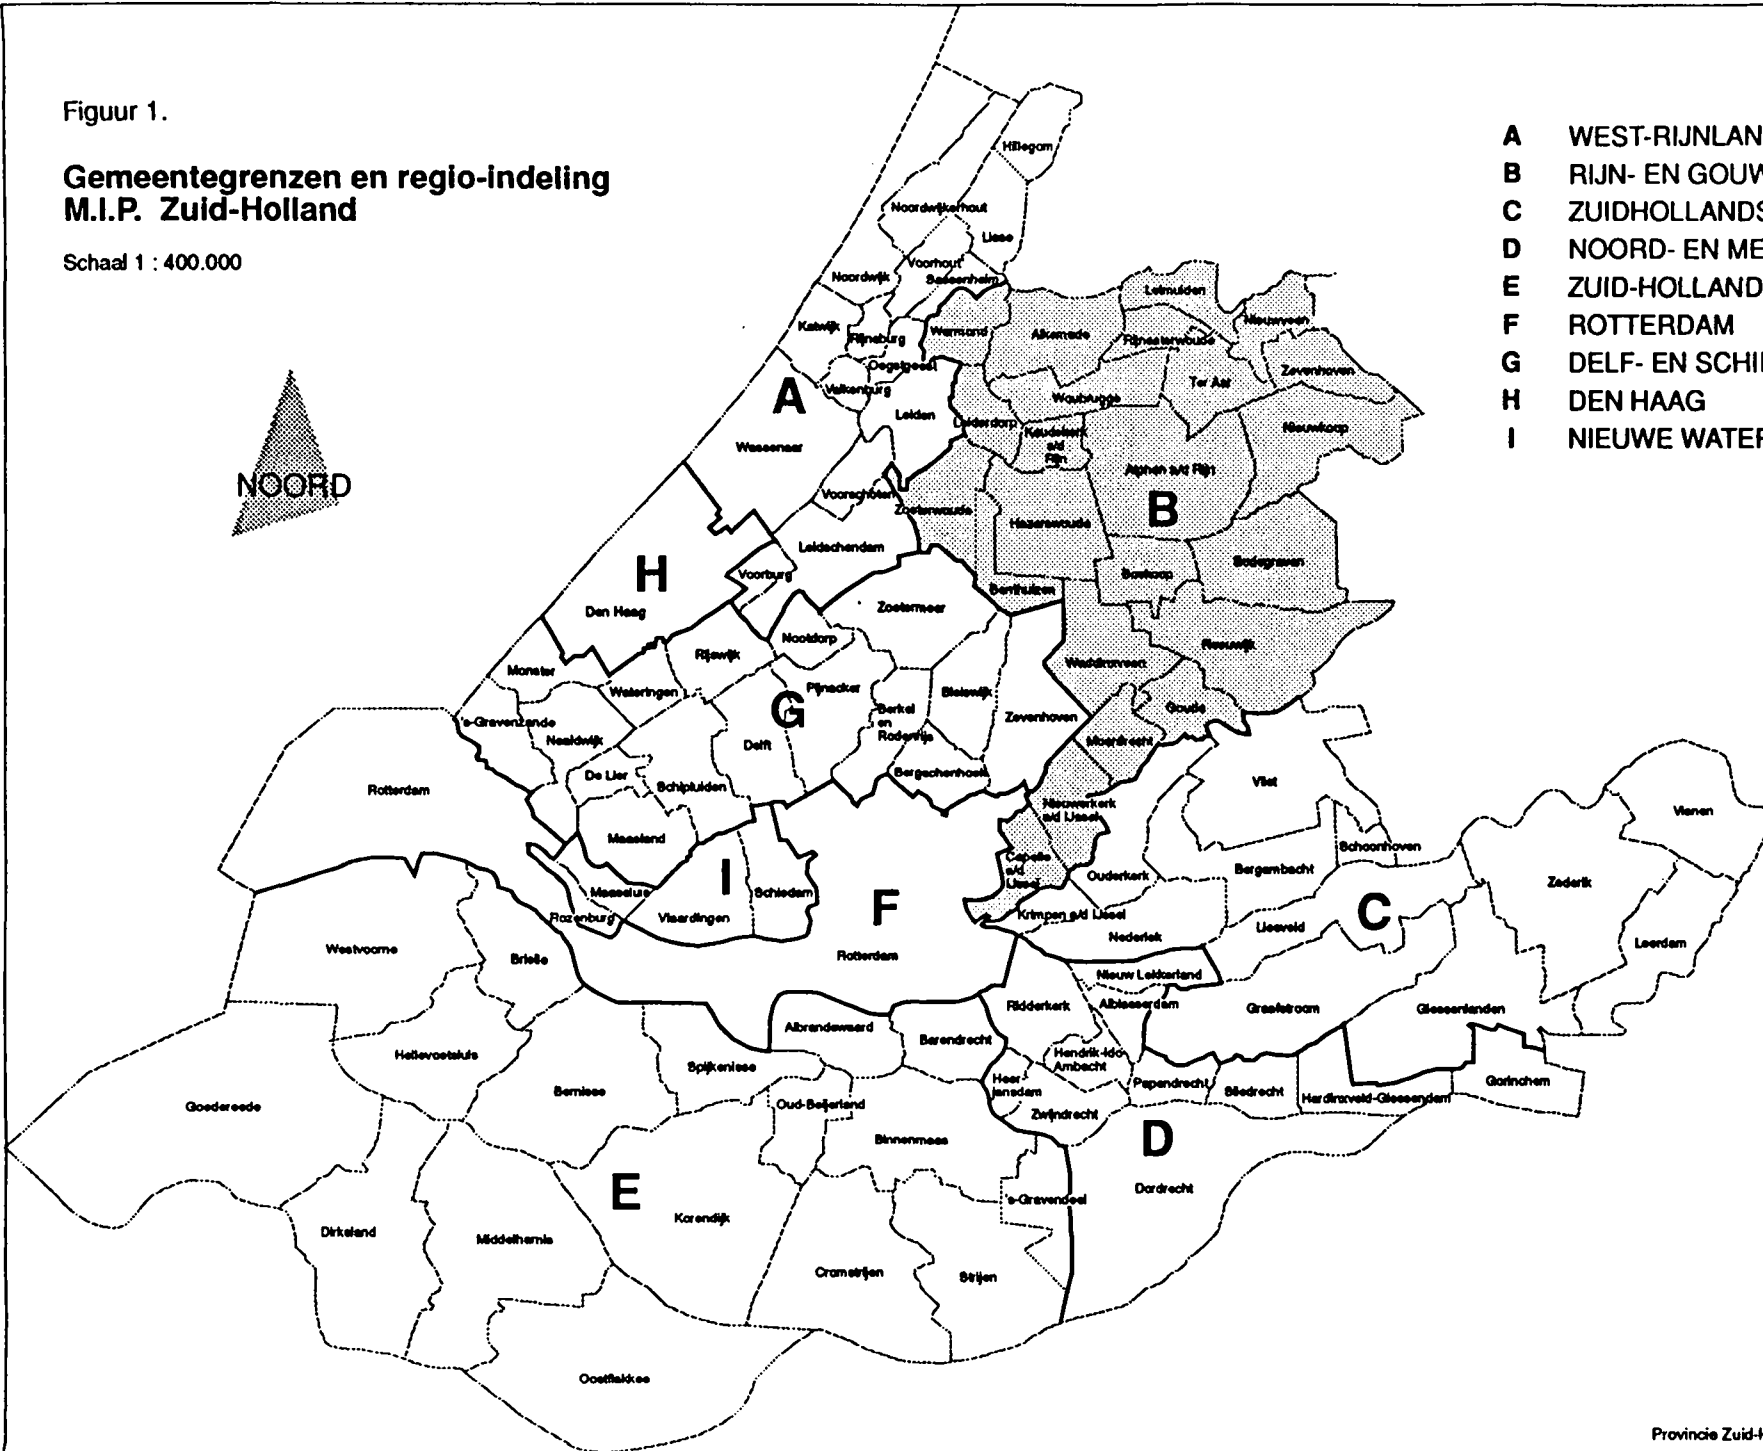 Figuur 1.
Gemeentegrenzen en regio-indeling
M.I.P. Zuid-Holland
Schaal 1 : 400.000
NOORD
A WEST-RIJNLAN
B RIJN- EN GOUW
C ZUIDHOLLANDS
D NOORD- EN ME
E ZUID-HOLLAND
F ROTTERDAM
G DELF- EN SCHIE
H DEN HAAG
I NIEUWE WATER
Hillegom
Noordwijkerhout
Lisse
Voorhout
Sassenheim
Noordwijk
Katwijk
Rijnsburg
Warmond
Alkemade
Leimuiden
Rijnsaterwoude
Nieuwveen
Zevenhoven
Oegstgeest
Valkenburg
Ter Aar
Woubrugge
A
Leiden
Leiderdorp
Koudekerk
a/d
Rijn
Nieuwkoop
Wassenaar
Alphen a/d Rijn
Voorschoten
Zoeterwoude
Hazerswoude
B
Leidschendam
H
Voorburg
Boskoop
Bodegraven
Benthuizen
Den Haag
Zoetermeer
Nootdorp
Rijswijk
Reeuwijk
Waddinxveen
Monster
Wateringen
Pijnacker
Bleiswijk
G
Gouda
's-Gravenzande
Berkel
en
Rodenrijs
Zevenhoven
Naaldwijk
Delft
Moordrecht
De Lier
Bergschenhoek
Schipluiden
Rotterdam
Vlist
Nieuwerkerk
a/d IJssel
Vianen
Maasland
Schoonhoven
Capelle
a/d
IJssel
Ouderkerk
Bergambacht
I
Zederik
Maassluis
Schiedam
F
Rozenburg
Vlaardingen
Krimpen a/d IJssel
C
Nederlek
Liesveld
Leerdam
Westvoorne
Brielle
Rotterdam
Nieuw Lekkerland
Ridderkerk
Alblasserdam
Graafstroom
Giessenlanden
Albrandswaard
Barendrecht
Hellevoetsluis
Spijkenisse
Hendrik-Ido-
Ambacht
Bernisse
Heer-
jansdam
Papendrecht
Sliedrecht
Hardinxveld-Giessendam
Gorinchem
Goedereede
Oud-Beijerland
Zwijndrecht
Binnenmaas
D
E
Dordrecht
's-Gravendeel
Korendijk
Dirksland
Middelharnis
Cromstrijen
Strijen
Oostflakkee
Provincie Zuid-H